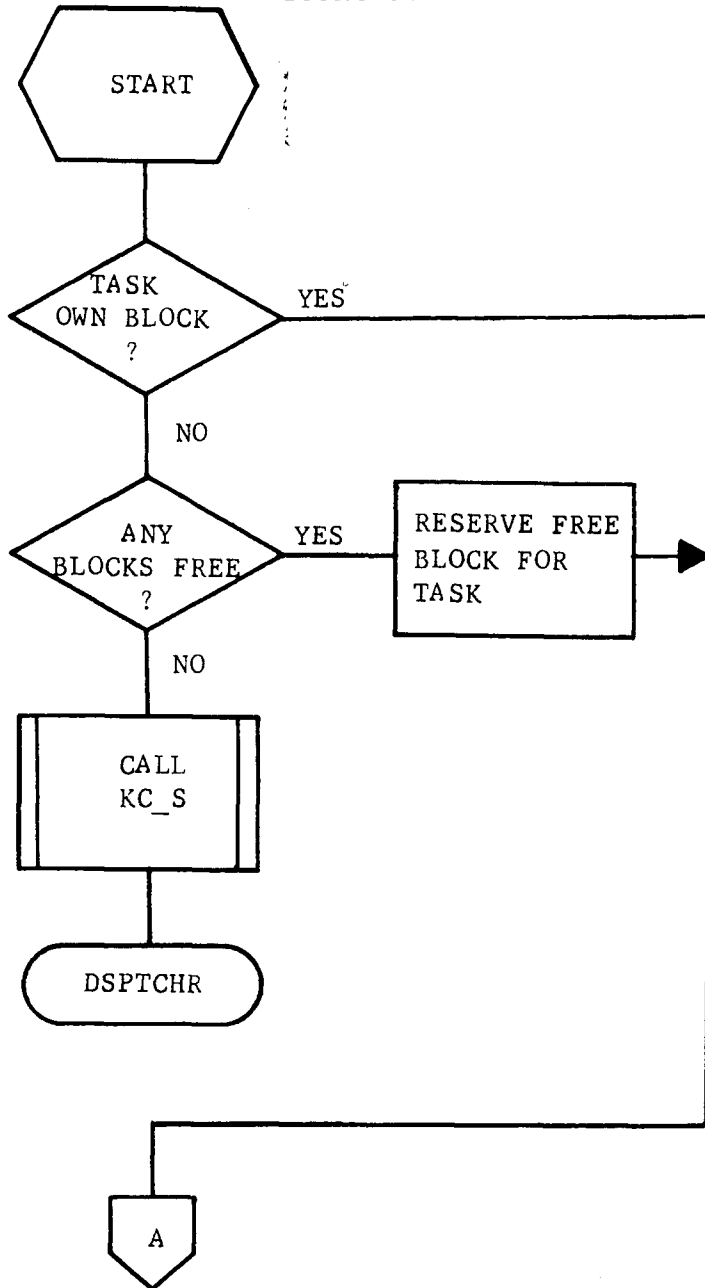 START
TASK
OWN BLOCK
?
YES
NO
ANY
BLOCKS FREE
?
YES
RESERVE FREE
BLOCK FOR
TASK
NO
CALL
KC_S
DSPTCHR
A